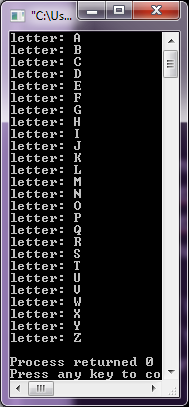 "C:\Us...
letter: A
letter: B
letter: C
letter: D
letter: E
letter: F
letter: G
letter: H
letter: I
letter: J
letter: K
letter: L
letter: M
letter: N
letter: O
letter: P
letter: Q
letter: R
letter: S
letter: T
letter: U
letter: V
letter: W
letter: X
letter: Y
letter: Z
Process returned 0
Press any key to co